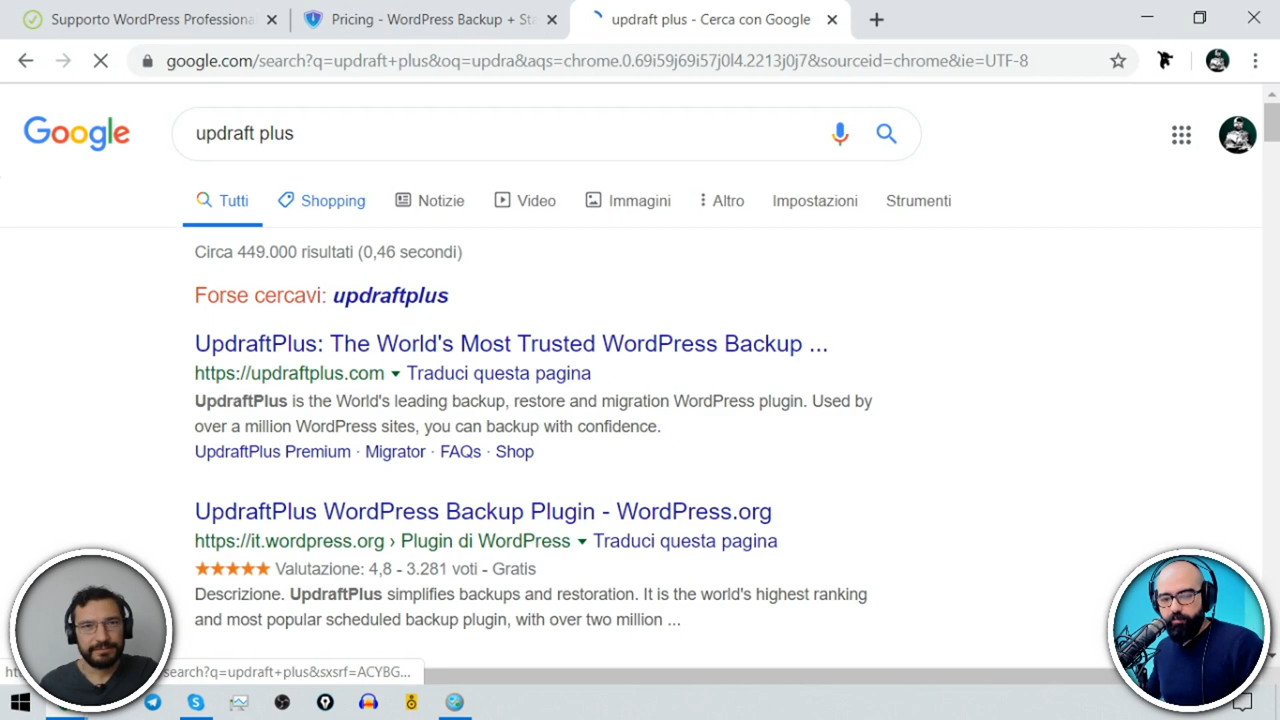 Supporto WordPress Professiona
Pricing - WordPress Backup + Sta
updraft plus - Cerca con Google
google.com/search?q=updraft+plus&oq=updra&aqs=chrome.0.69i59j69i57j0l4.2213j0j7&sourceid=chrome&ie=UTF-8
Google
updraft plus
Tutti
Shopping
Notizie
Video
Immagini
Altro
Impostazioni
Strumenti
Circa 449.000 risultati (0,46 secondi)
Forse cercavi: updraftplus
UpdraftPlus: The World's Most Trusted WordPress Backup ...
https://updraftplus.com Traduci questa pagina
UpdraftPlus is the World's leading backup, restore and migration WordPress plugin. Used by
over a million WordPress sites, you can backup with confidence.
UpdraftPlus Premium · Migrator · FAQs · Shop
UpdraftPlus WordPress Backup Plugin - WordPress.org
https://it.wordpress.org › Plugin di WordPress Traduci questa pagina
Valutazione: 4,8 - 3.281 voti - Gratis
Descrizione. UpdraftPlus simplifies backups and restoration. It is the world's highest ranking
and most popular scheduled backup plugin, with over two million ...
search?q=updraft+plus&sxsrf=ACYBG...